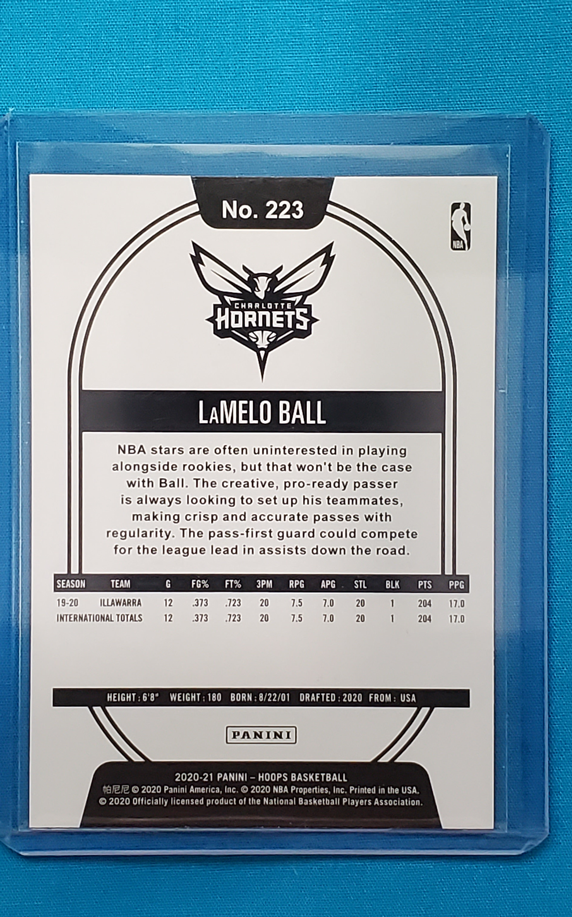 No. 223
NBA
CHARLOTTE
HORNETS
LAMELO BALL
NBA stars are often uninterested in playing
alongside rookies, but that won't be the case
with Ball. The creative, pro-ready passer
is always looking to set up his teammates,
making crisp and accurate passes with
regularity. The pass-first guard could compete
for the league lead in assists down the road.
SEASON TEAM G FG% FT% 3PM RPG APG STL BLK PTS PPG
19-20 ILLAWARRA 12 .373 .723 20 7.5 7.0 20 1 204 17.0
INTERNATIONAL TOTALS 12 .373 .723 20 7.5 7.0 20 1 204 17.0
HEIGHT: 6'8" WEIGHT: 180 BORN: 8/22/01 DRAFTED: 2020 FROM: USA
PANINI
2020-21 PANINI – HOOPS BASKETBALL
帕尼尼 © 2020 Panini America, Inc. © 2020 NBA Properties, Inc. Printed in the USA.
© 2020 Officially licensed product of the National Basketball Players Association.